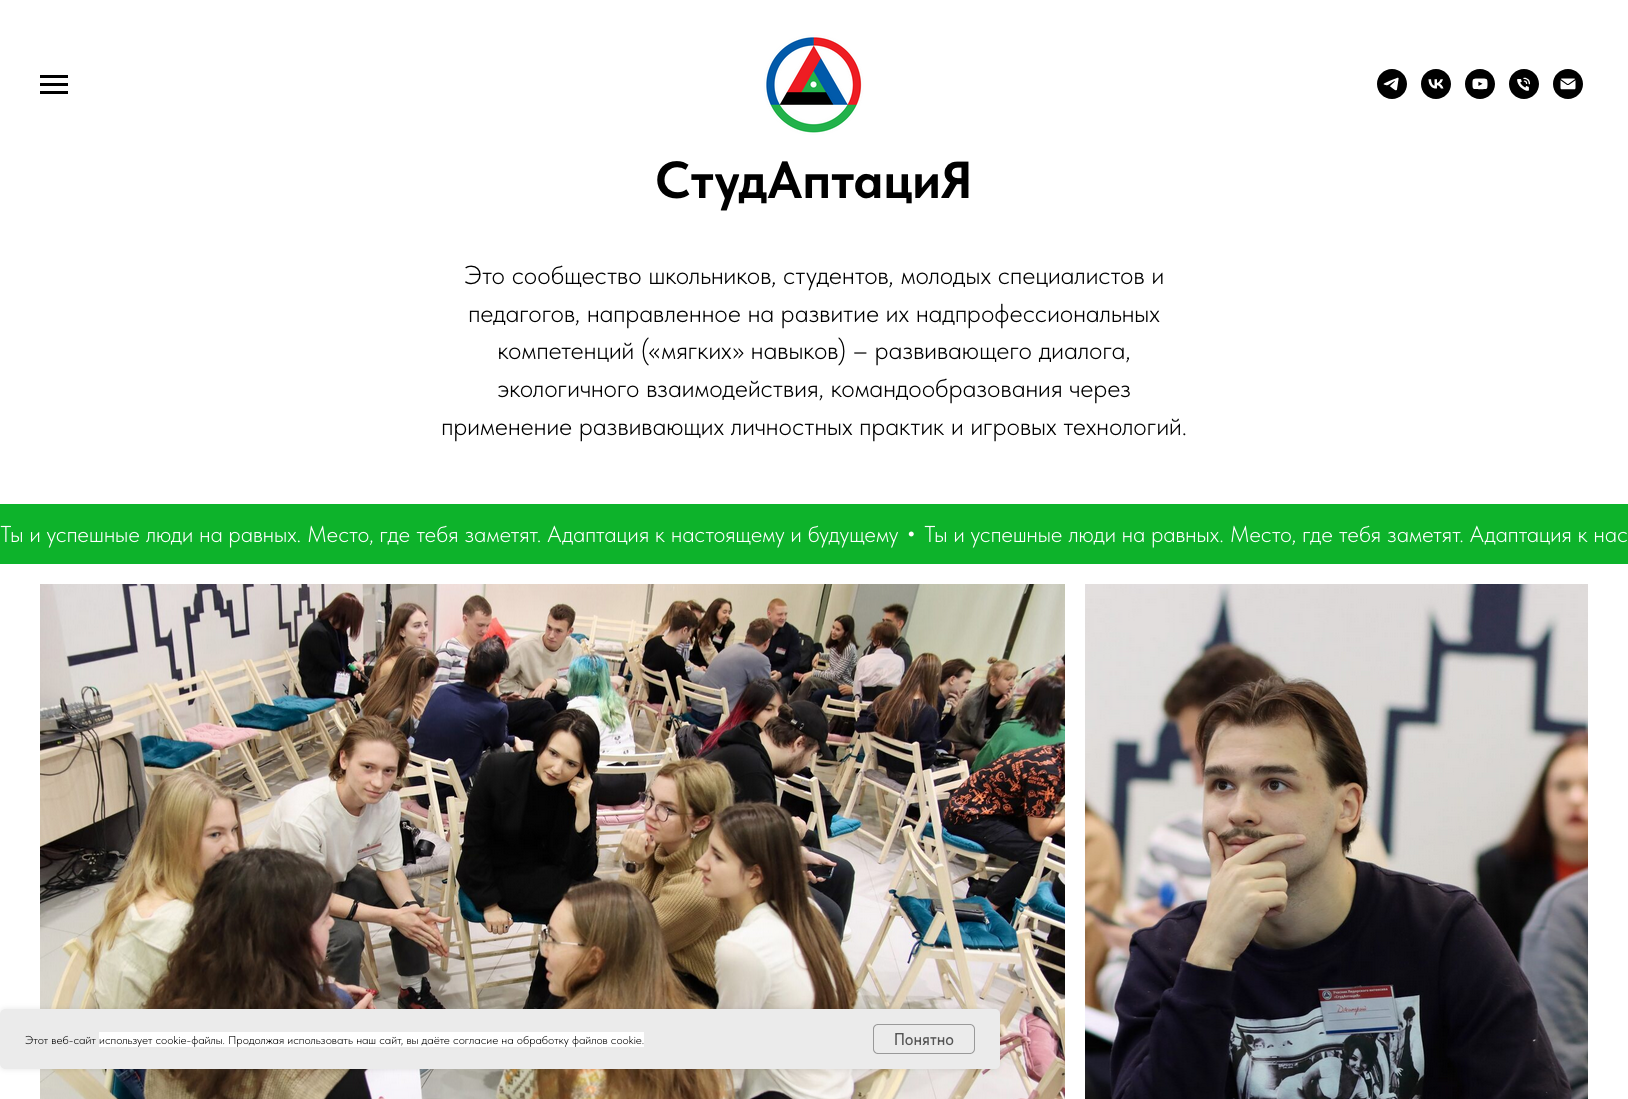 СтудАптациЯ
Это сообщество школьников, студентов, молодых специалистов и
педагогов, направленное на развитие их надпрофессиональных
компетенций («мягких» навыков) – развивающего диалога,
экологичного взаимодействия, командообразования через
применение развивающих личностных практик и игровых технологий.
Ты и успешные люди на равных. Место, где тебя заметят. Адаптация к настоящему и будущему • Ты и успешные люди на равных. Место, где тебя заметят. Адаптация к нас
Дмитрий
Этот веб-сайт использует cookie-файлы. Продолжая использовать наш сайт, вы даёте согласие на обработку файлов cookie.
Понятно